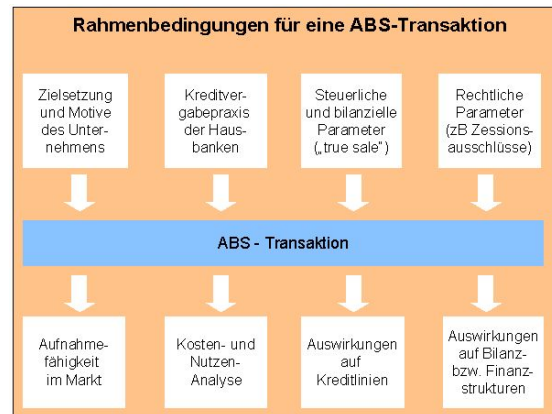 Rahmenbedingungen für eine ABS-Transaktion
Zielsetzung
und Motive
des Unter-
nehmens
Kreditver-
gabepraxis
der Haus-
banken
Steuerliche
und bilanzielle
Parameter
(„true sale")
Rechtliche
Parameter
(zB Zessions-
ausschlüsse)
ABS - Transaktion
Aufnahme-
fähigkeit
im Markt
Kosten- und
Nutzen-
Analyse
Auswirkungen
auf
Kreditlinien
Auswirkungen
auf Bilanz-
bzw. Finanz-
strukturen